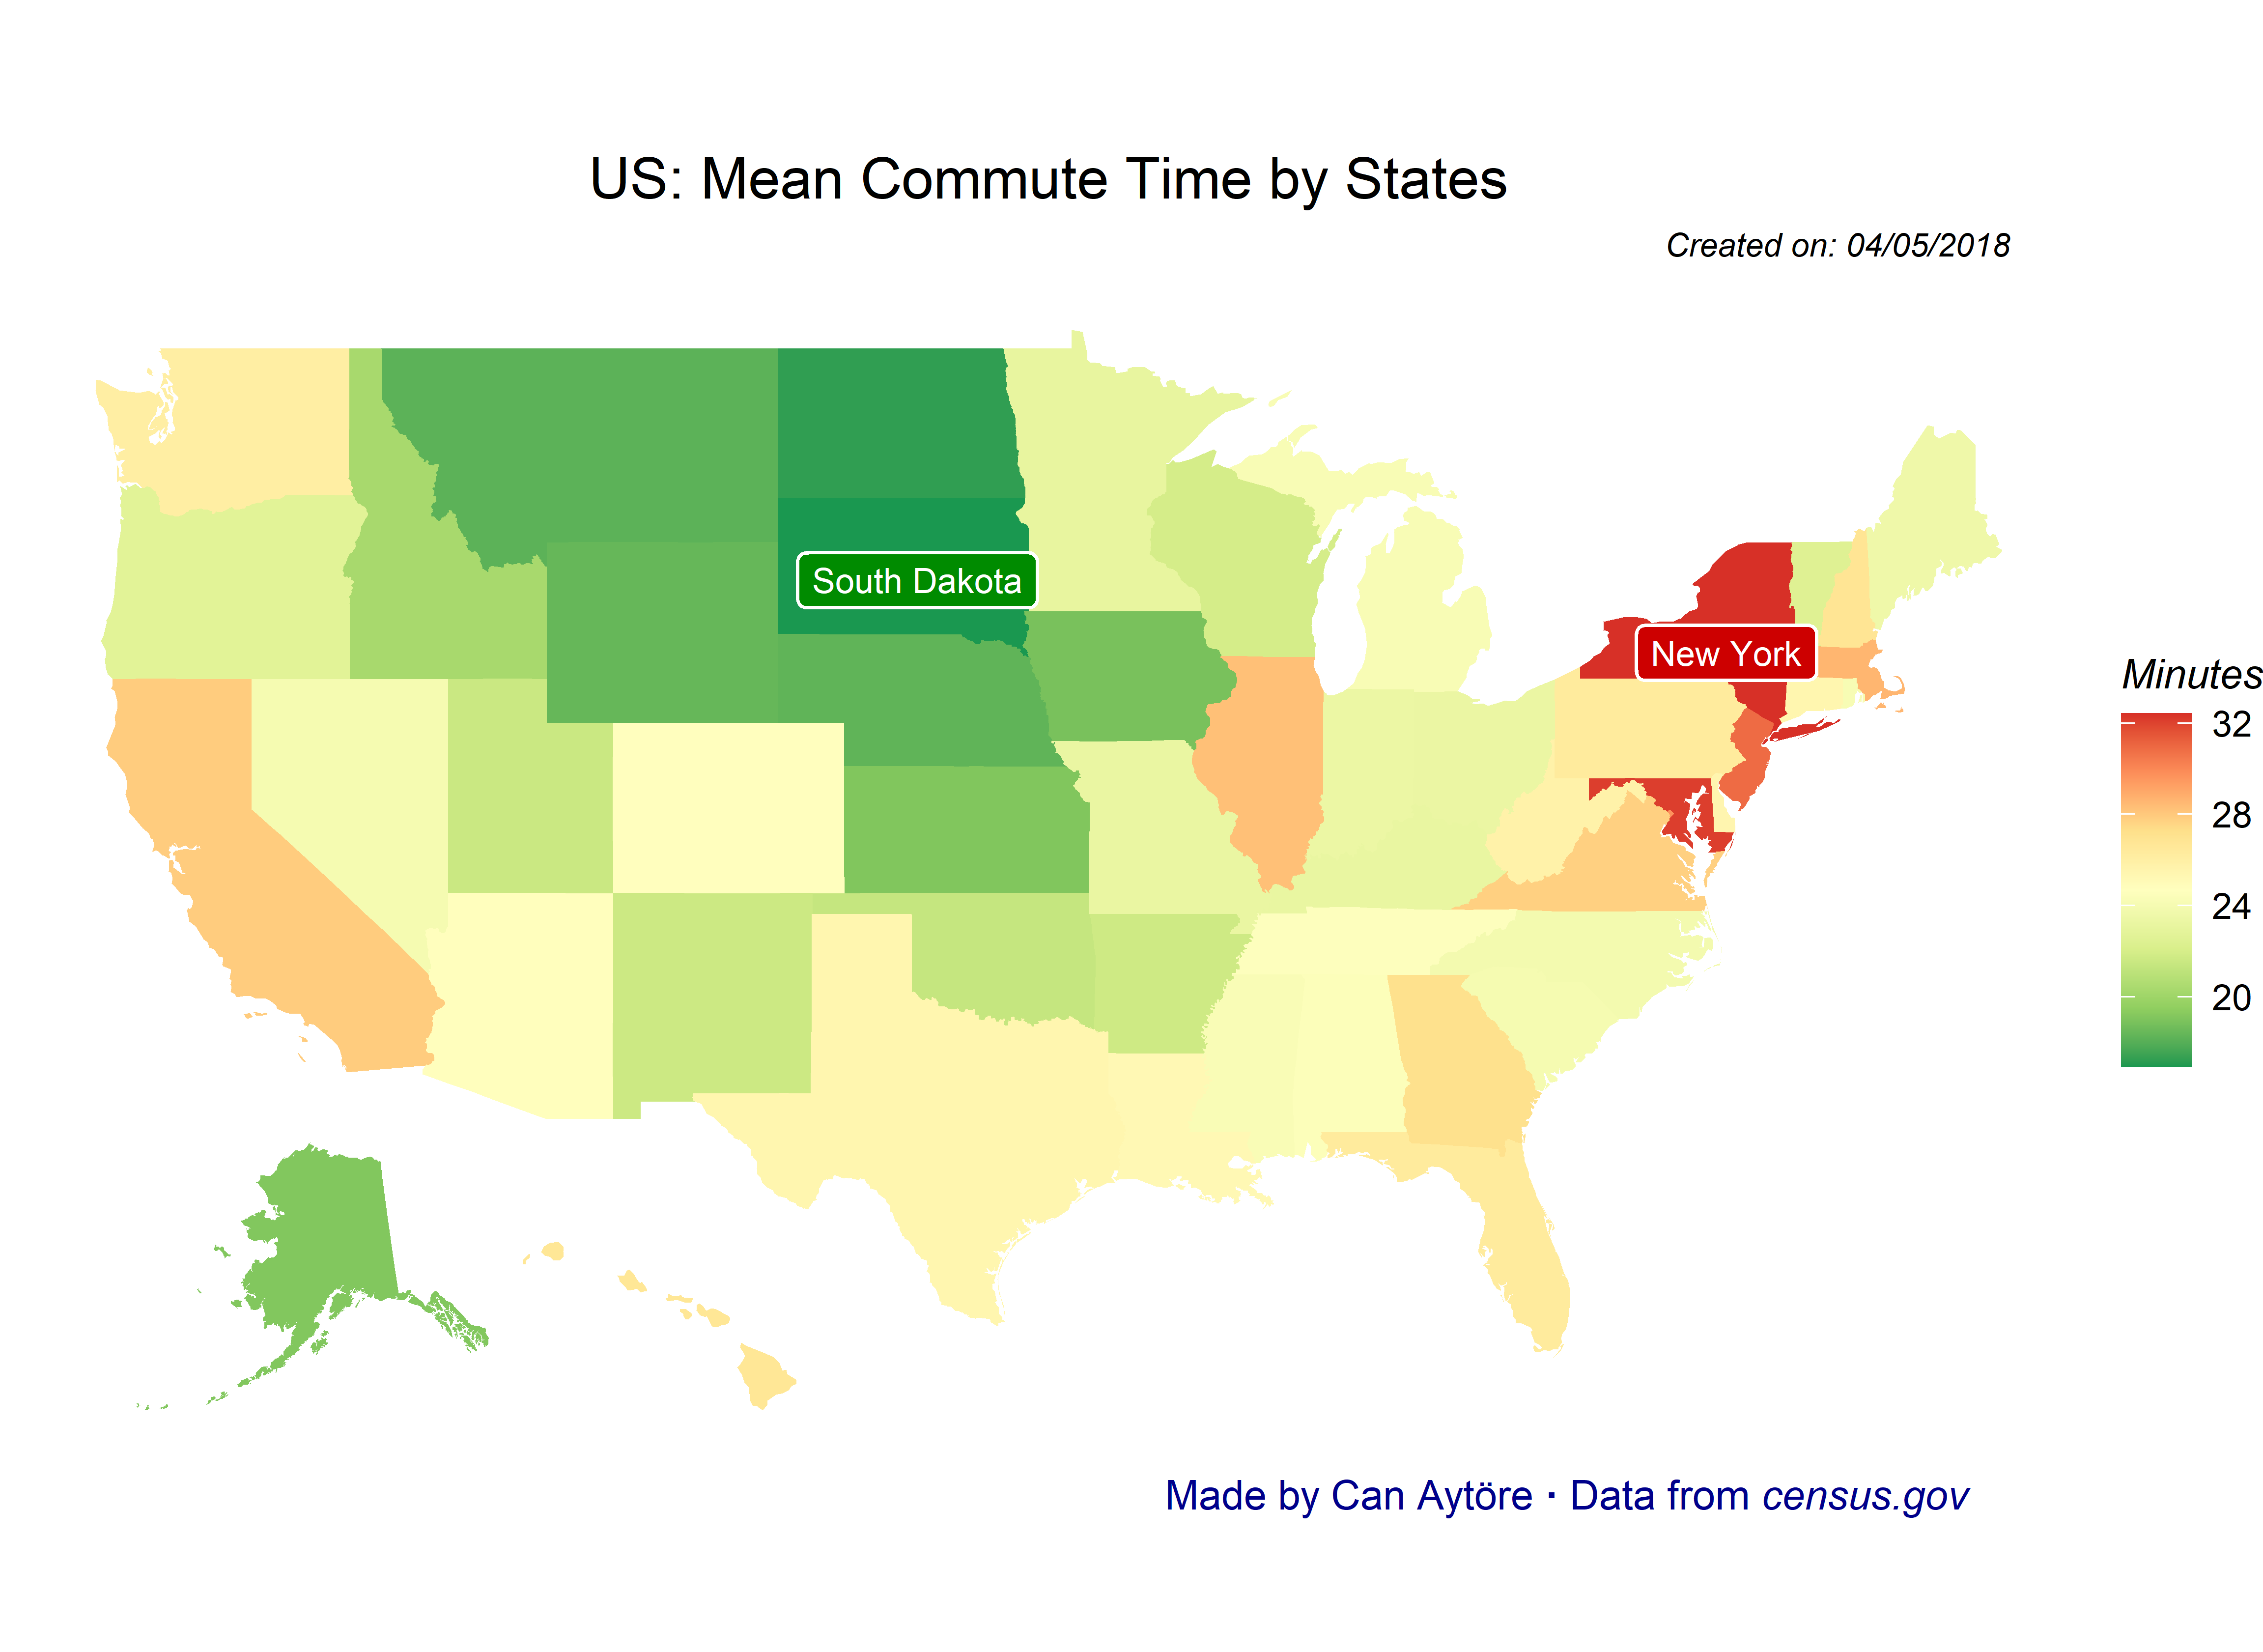 US: Mean Commute Time by States
Created on: 04/05/2018
South Dakota
New York
Minutes
32
28
24
20
Made by Can Aytöre · Data from census.gov